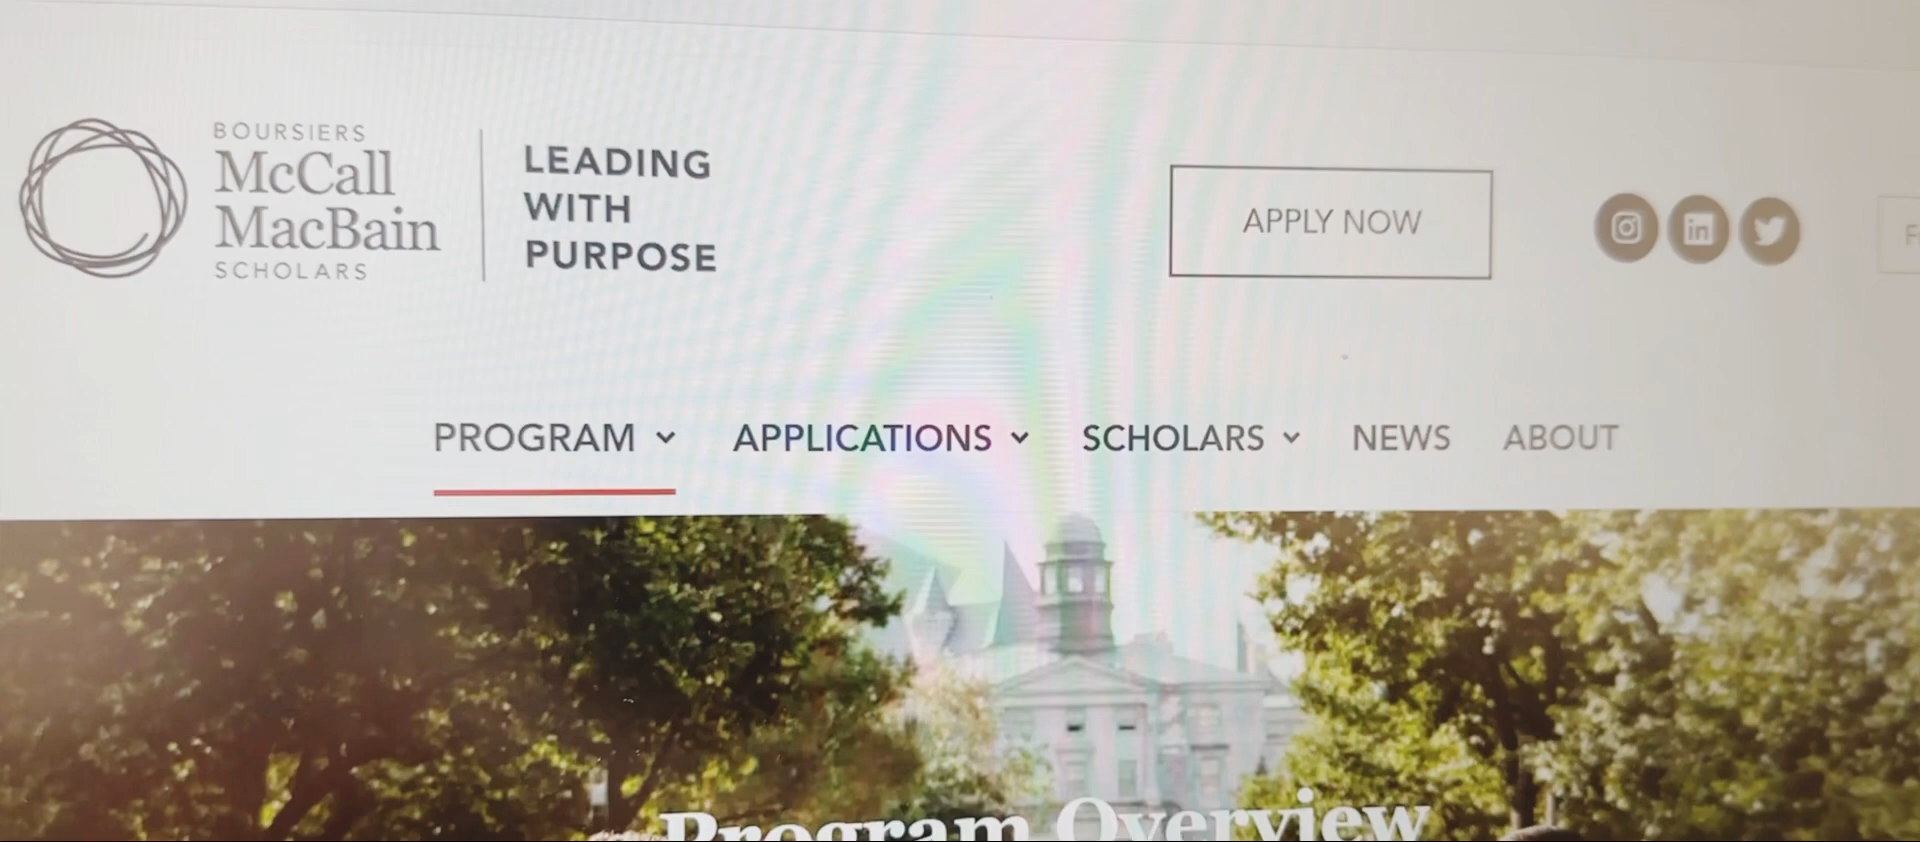 BOURSIERS
McCall
MacBain
SCHOLARS
LEADING
WITH
PURPOSE
APPLY NOW
PROGRAM
APPLICATIONS
SCHOLARS
NEWS
ABOUT
Program Overview